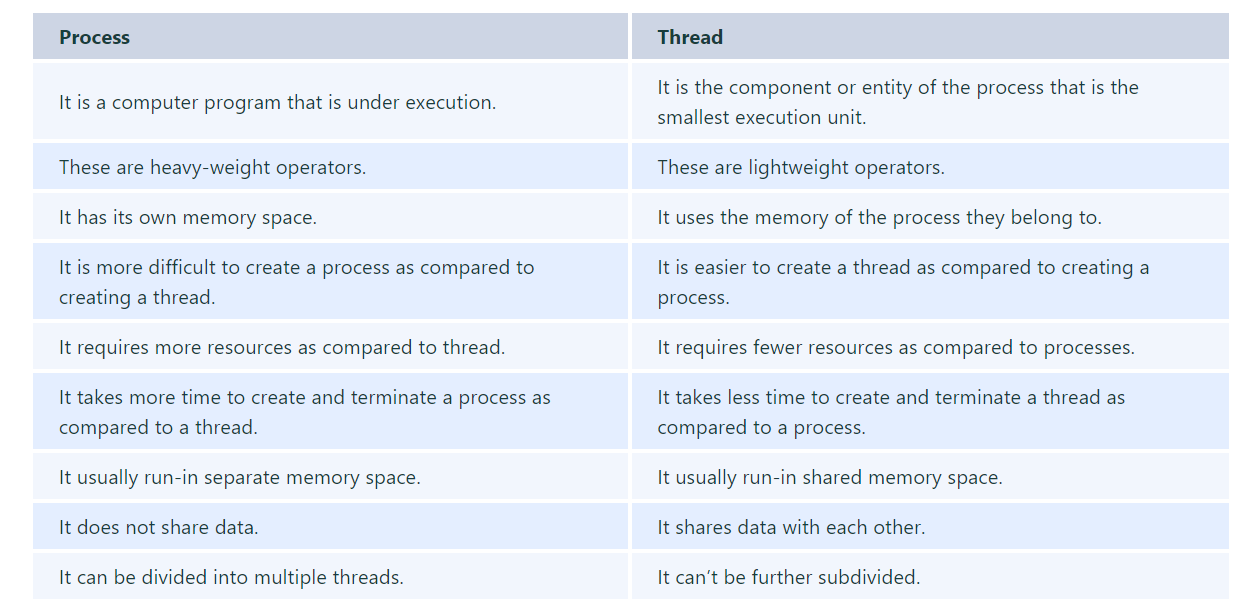 Process
Thread
It is a computer program that is under execution.
It is the component or entity of the process that is the
smallest execution unit.
These are heavy-weight operators.
These are lightweight operators.
It has its own memory space.
It uses the memory of the process they belong to.
It is more difficult to create a process as compared to
creating a thread.
It is easier to create a thread as compared to creating a
process.
It requires more resources as compared to thread.
It requires fewer resources as compared to processes.
It takes more time to create and terminate a process as
compared to a thread.
It takes less time to create and terminate a thread as
compared to a process.
It usually run-in separate memory space.
It usually run-in shared memory space.
It does not share data.
It shares data with each other.
It can be divided into multiple threads.
It can’t be further subdivided.